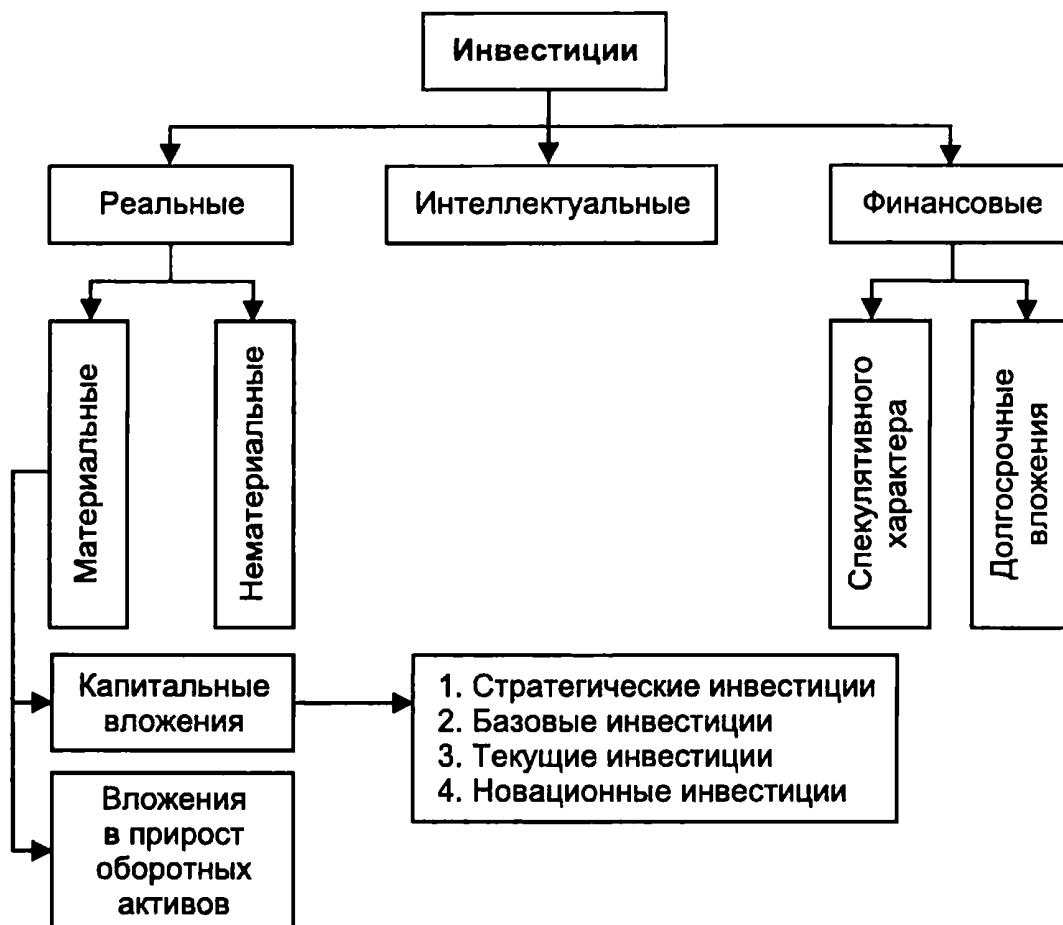 Инвестиции
Реальные
Интеллектуальные
Финансовые
Материальные
Нематериальные
Спекулятивного
характера
Долгосрочные
вложения
Капитальные
вложения
1. Стратегические инвестиции
2. Базовые инвестиции
3. Текущие инвестиции
4. Новационные инвестиции
Вложения
в прирост
оборотных
активов